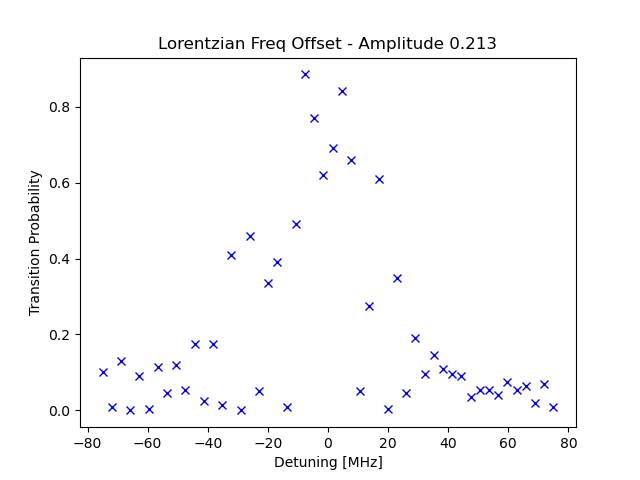 Lorentzian Freq Offset - Amplitude 0.213
Transition Probability
0.8
0.6
0.4
0.2
0.0
−80 −60 −40 −20 0 20 40 60 80
Detuning [MHz]